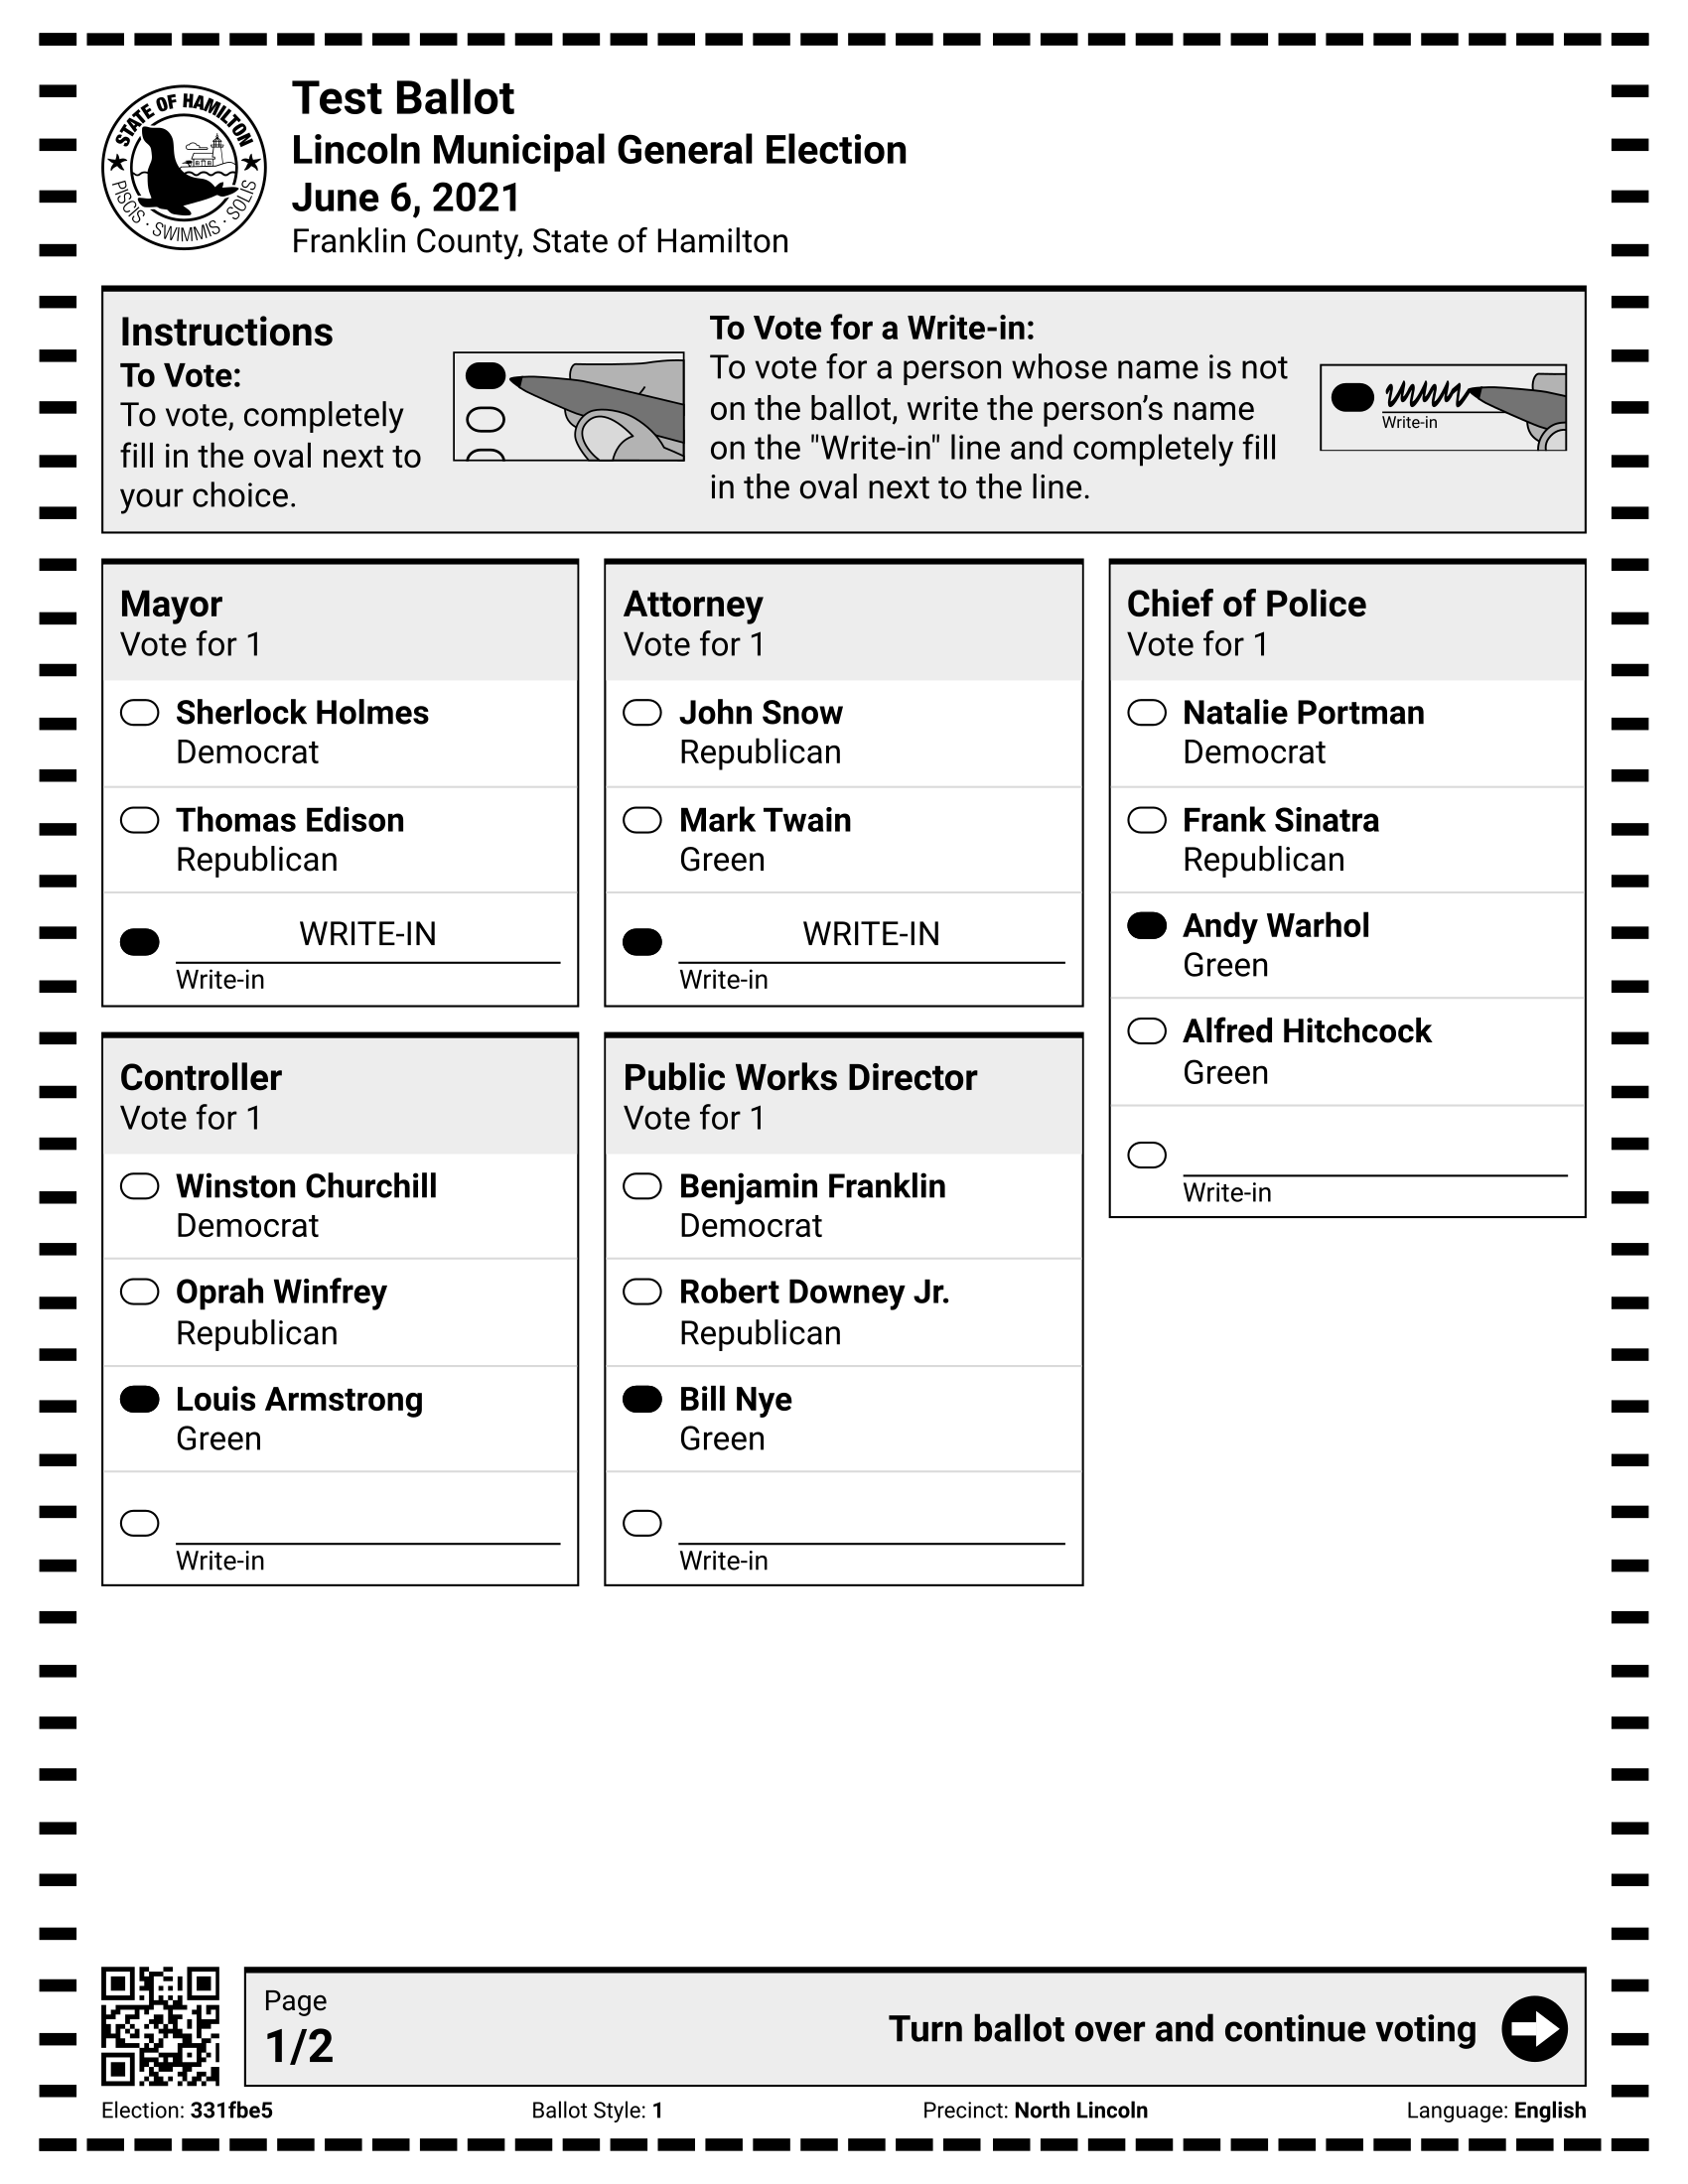 STATE OF HAMILTON
PISCIS · SWIMMIS · SOLIS
Test Ballot
Lincoln Municipal General Election
June 6, 2021
Franklin County, State of Hamilton
Instructions
To Vote:
To vote, completely
fill in the oval next to
your choice.
To Vote for a Write-in:
To vote for a person whose name is not
on the ballot, write the person’s name
on the "Write-in" line and completely fill
in the oval next to the line.
Write-in
Mayor
Vote for 1
Sherlock Holmes
Democrat
Thomas Edison
Republican
WRITE-IN
Write-in
Controller
Vote for 1
Winston Churchill
Democrat
Oprah Winfrey
Republican
Louis Armstrong
Green
Write-in
Attorney
Vote for 1
John Snow
Republican
Mark Twain
Green
WRITE-IN
Write-in
Public Works Director
Vote for 1
Benjamin Franklin
Democrat
Robert Downey Jr.
Republican
Bill Nye
Green
Write-in
Chief of Police
Vote for 1
Natalie Portman
Democrat
Frank Sinatra
Republican
Andy Warhol
Green
Alfred Hitchcock
Green
Write-in
Page
1/2
Turn ballot over and continue voting
Election: 331fbe5
Ballot Style: 1
Precinct: North Lincoln
Language: English